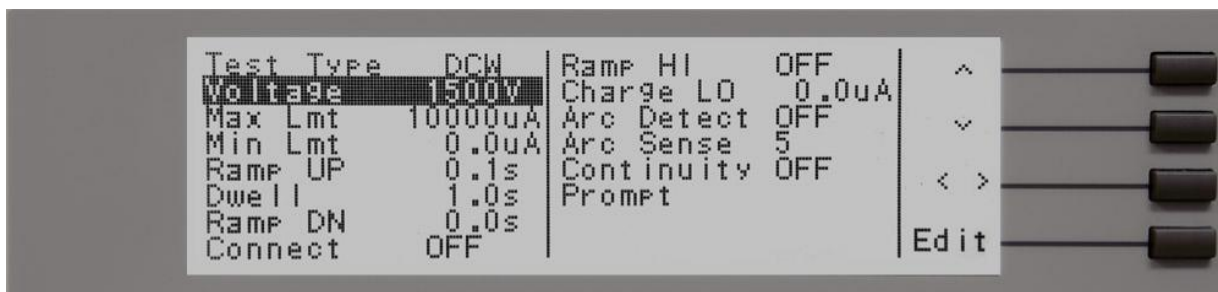 Test Type DCW
Voltage 1500V
Max Lmt 10000uA
Min Lmt 0.0uA
Ramp UP 0.1s
Dwell 1.0s
Ramp DN 0.0s
Connect OFF
Ramp HI OFF
Charge LO 0.0uA
Arc Detect OFF
Arc Sense 5
Continuity OFF
Prompt
^
v
< >
Edit